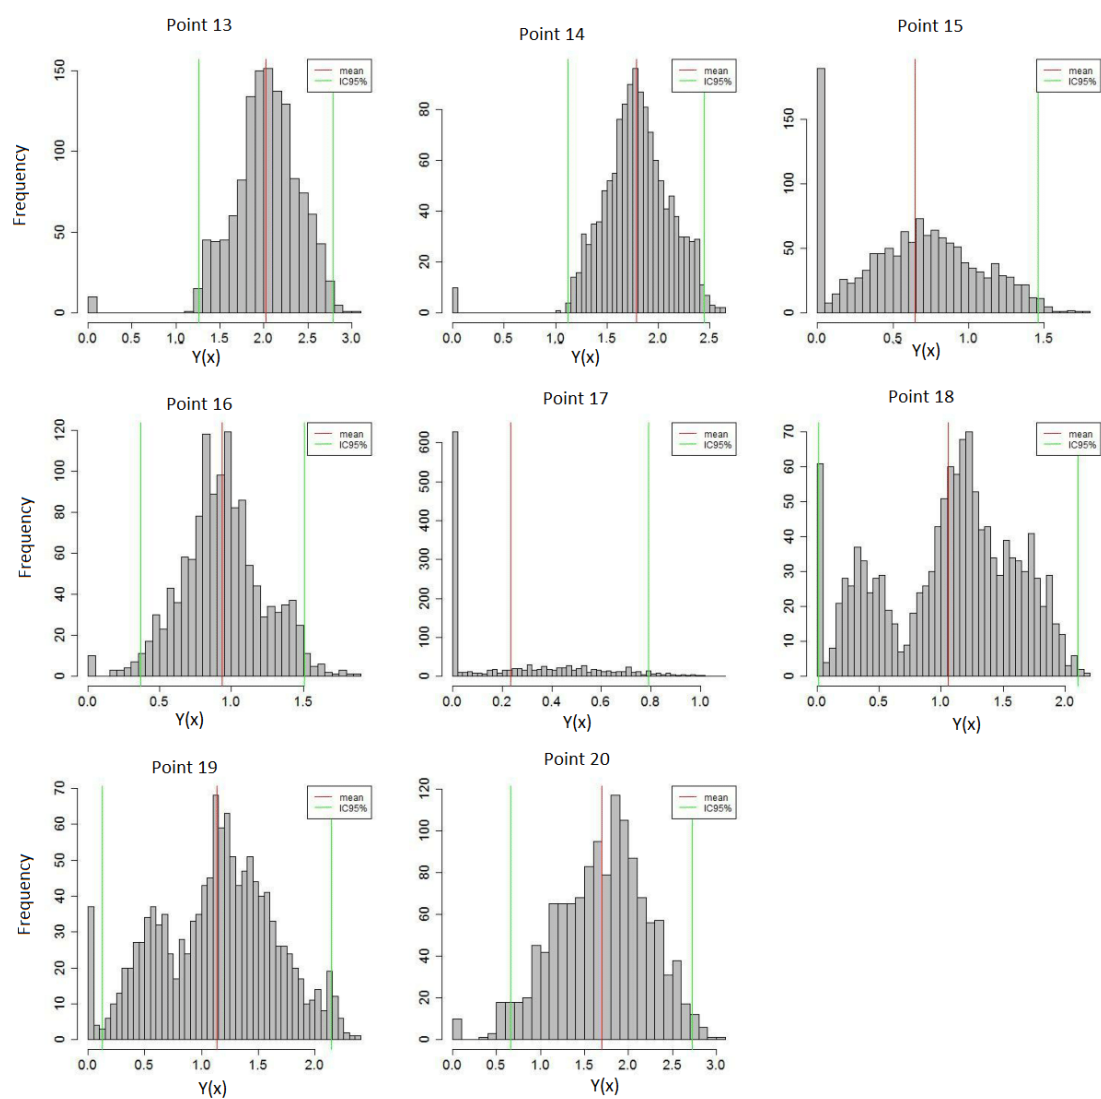 Point 13
Point 14
Point 15
mean
IC95%
mean
IC95%
mean
IC95%
Frequency
0 50 100 150
0 20 40 60 80
0 50 100 150
0.0 0.5 1.0 1.5 2.0 2.5 3.0
0.0 0.5 1.0 1.5 2.0 2.5
0.0 0.5 1.0 1.5
Y(x)
Y(x)
Y(x)
Point 16
Point 17
Point 18
mean
IC95%
mean
IC95%
mean
IC95%
Frequency
0 20 40 60 80 100 120
0 100 200 300 400 500 600
0 10 20 30 40 50 60 70
0.0 0.5 1.0 1.5
0.0 0.2 0.4 0.6 0.8 1.0
0.0 0.5 1.0 1.5 2.0
Y(x)
Y(x)
Y(x)
Point 19
Point 20
mean
IC95%
mean
IC95%
Frequency
0 10 20 30 40 50 60 70
0 20 40 60 80 100 120
0.0 0.5 1.0 1.5 2.0
0.0 0.5 1.0 1.5 2.0 2.5 3.0
Y(x)
Y(x)